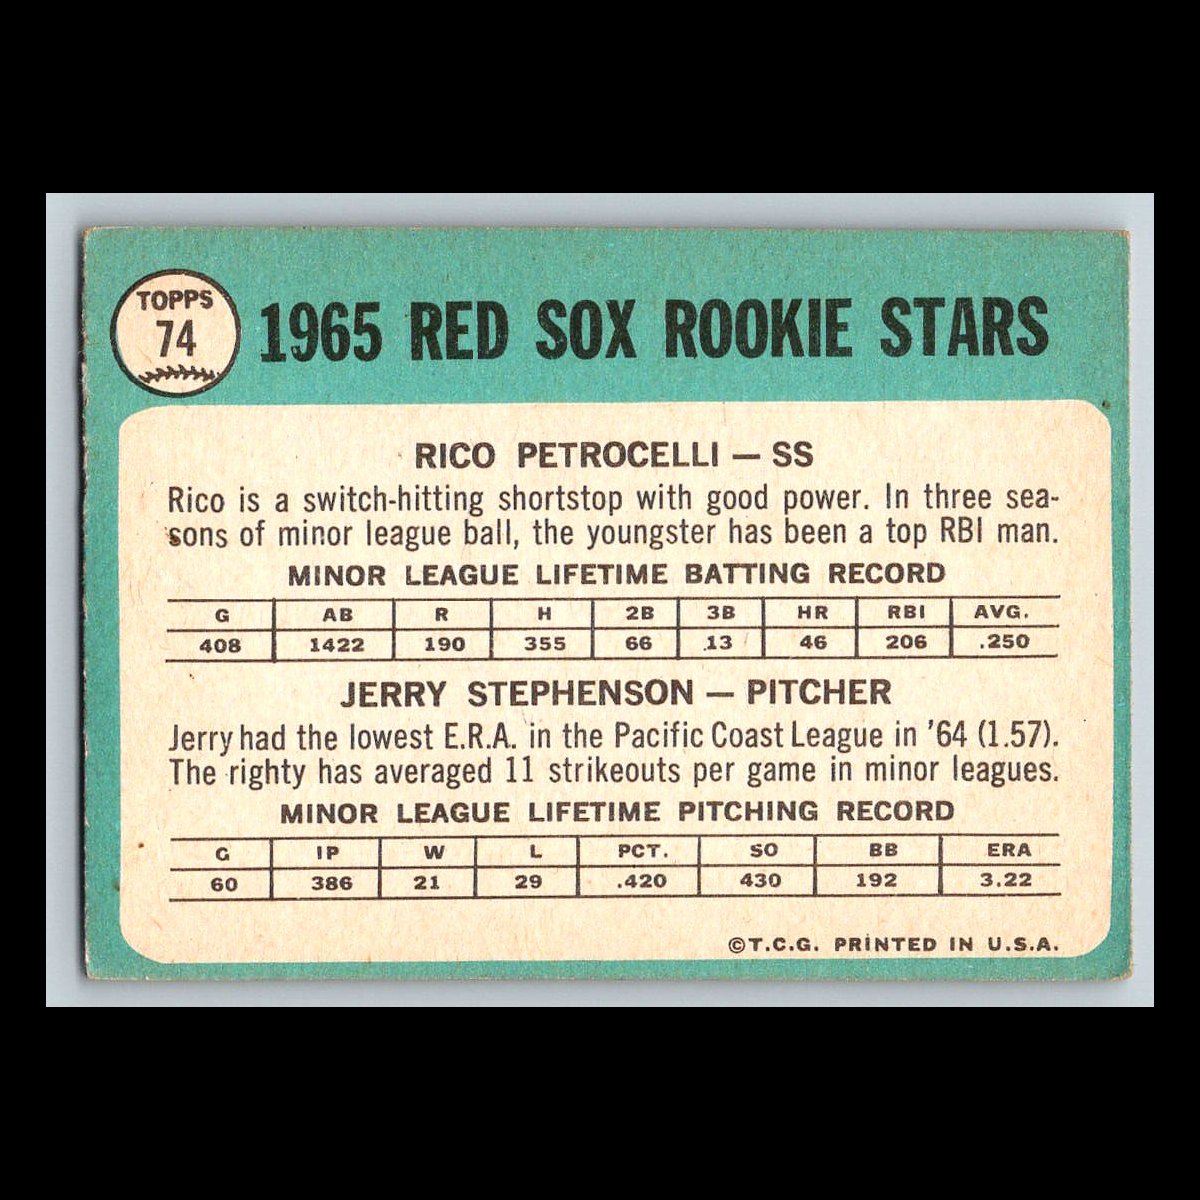 TOPPS
74
1965 RED SOX ROOKIE STARS
RICO PETROCELLI — SS
Rico is a switch-hitting shortstop with good power. In three sea-
sons of minor league ball, the youngster has been a top RBI man.
MINOR LEAGUE LIFETIME BATTING RECORD
G AB R H 2B 3B HR RBI AVG.
408 1422 190 355 66 13 46 206 .250
JERRY STEPHENSON — PITCHER
Jerry had the lowest E.R.A. in the Pacific Coast League in '64 (1.57).
The righty has averaged 11 strikeouts per game in minor leagues.
MINOR LEAGUE LIFETIME PITCHING RECORD
G IP W L PCT. SO BB ERA
60 386 21 29 .420 430 192 3.22
©T.C.G. PRINTED IN U.S.A.